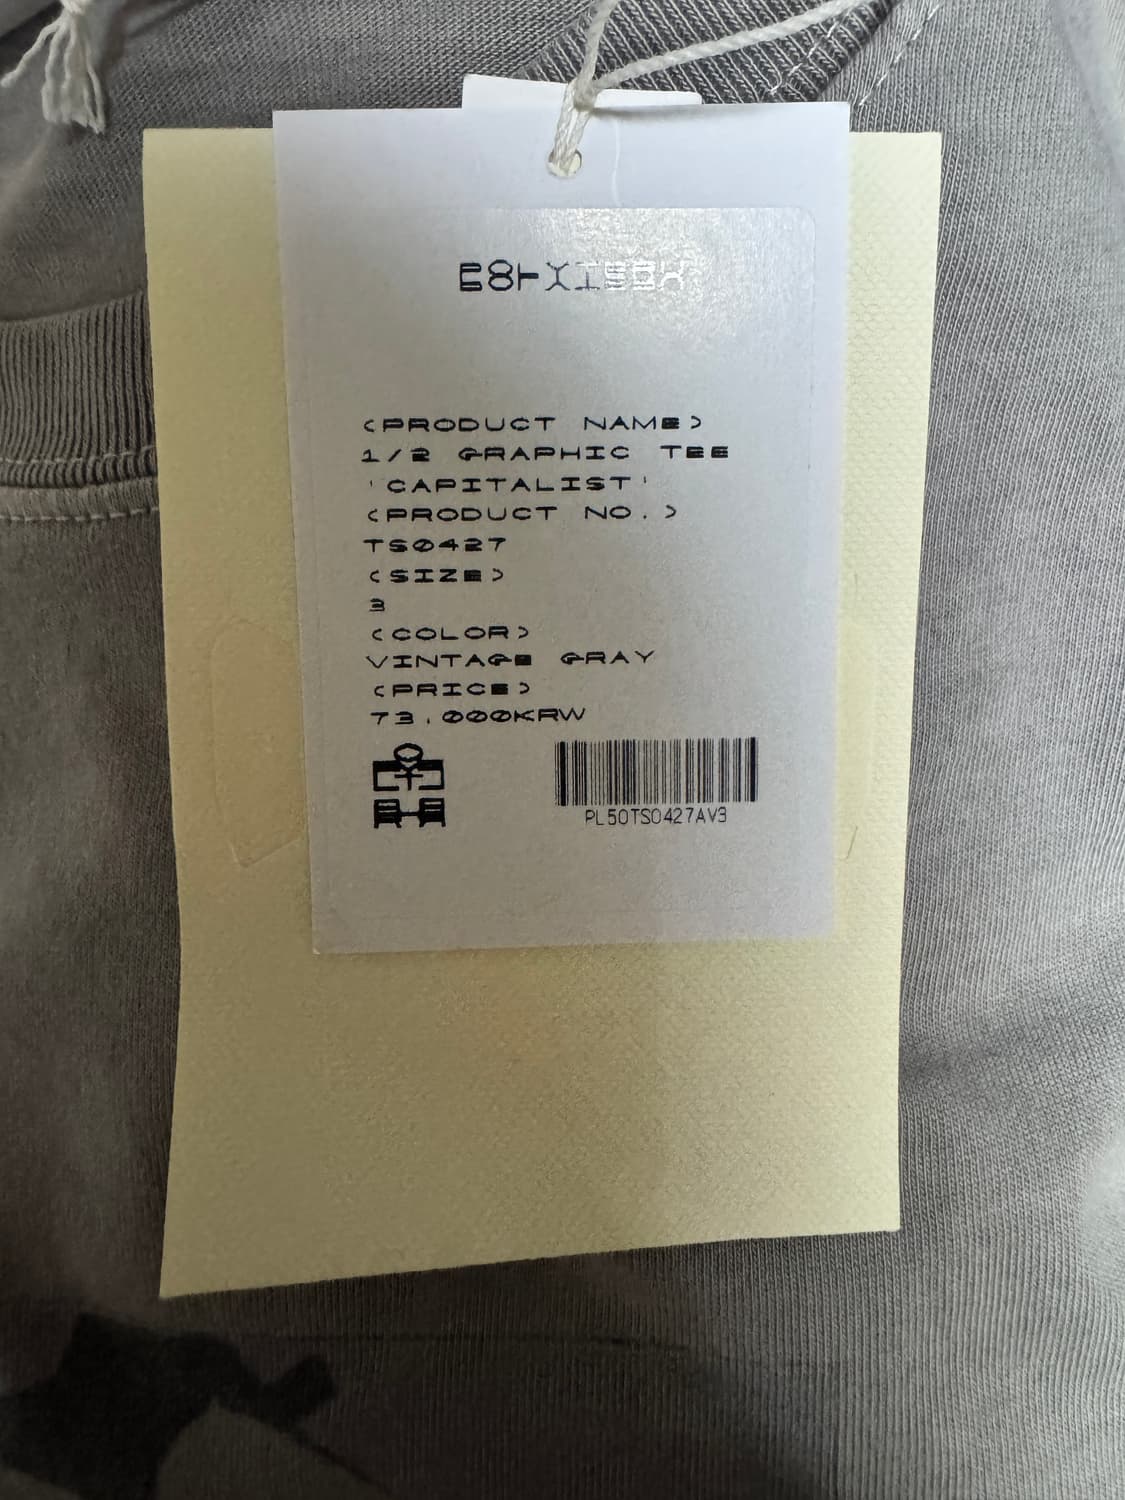 <PRODUCT NAME>
1/2 GRAPHIC TEE
'CAPITALIST'
<PRODUCT NO.>
TS0427
<SIZE>
3
<COLOR>
VINTAGE GRAY
<PRICE>
73,000KRW
PL50TS0427AV3